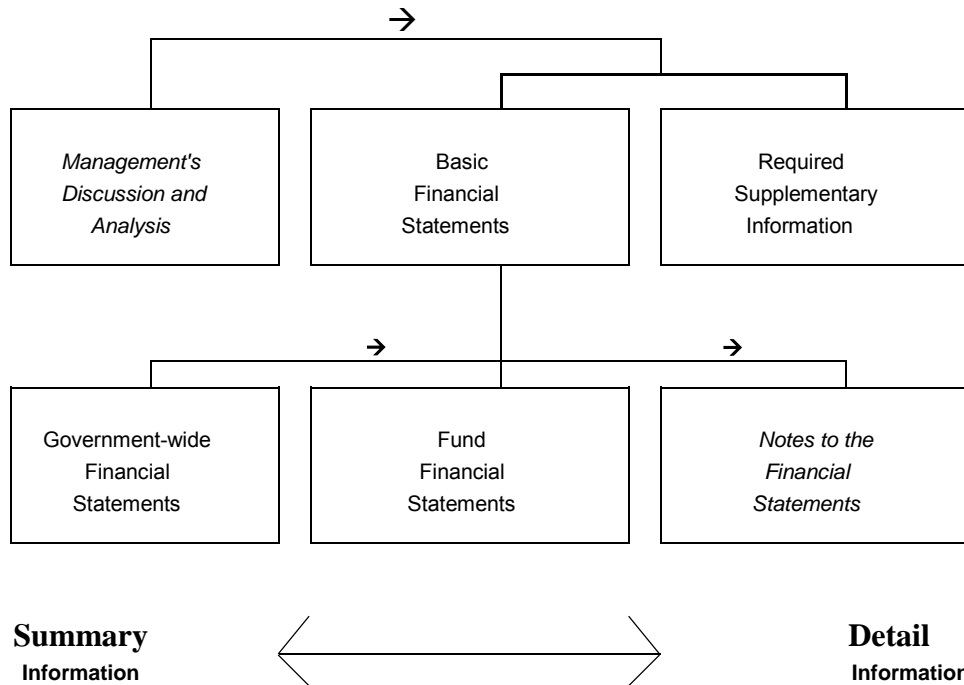 →
Management's
Discussion and
Analysis
Basic
Financial
Statements
Required
Supplementary
Information
→
→
Government-wide
Financial
Statements
Fund
Financial
Statements
Notes to the
Financial
Statements
Summary
Information
Detail
Information